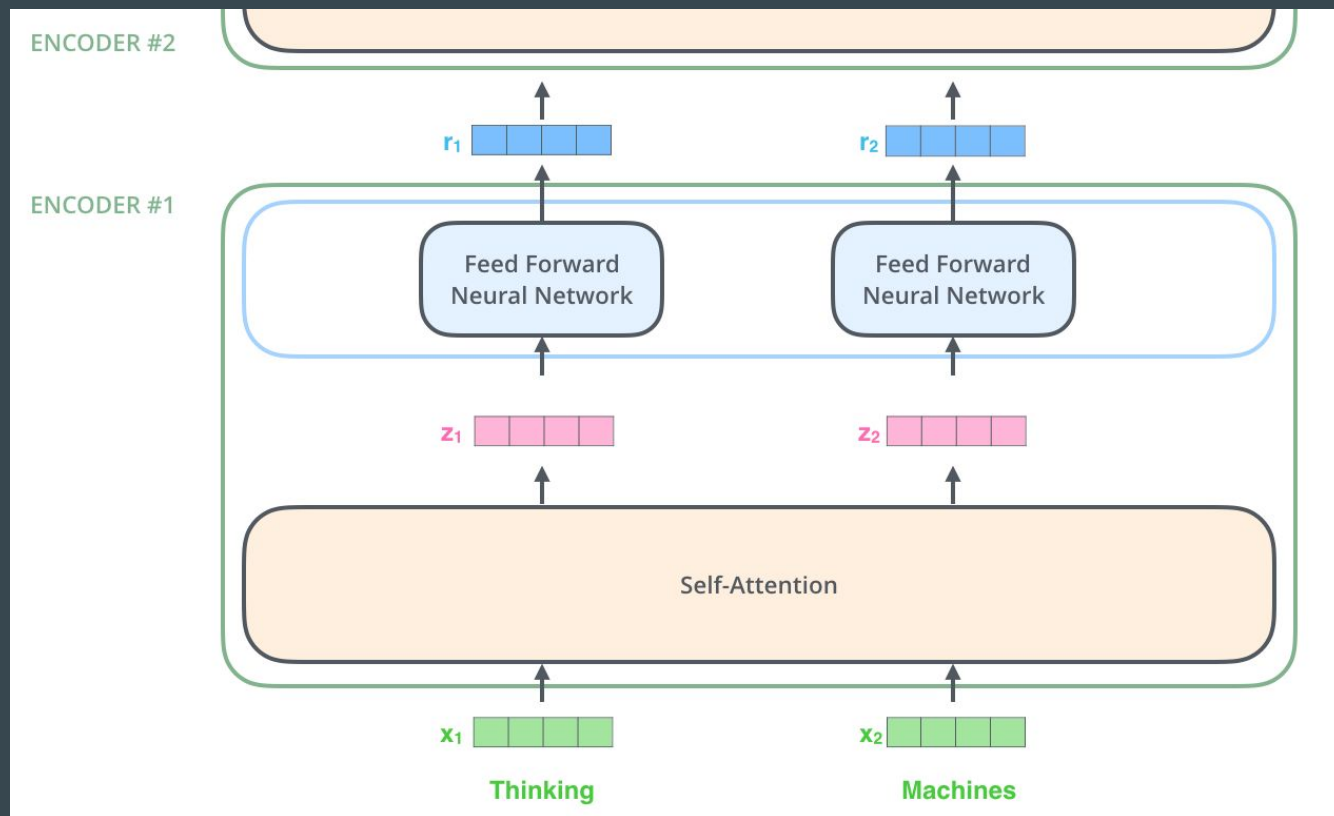 ENCODER #2
r₁
r₂
ENCODER #1
Feed Forward
Neural Network
Feed Forward
Neural Network
z₁
z₂
Self-Attention
x₁
x₂
Thinking
Machines